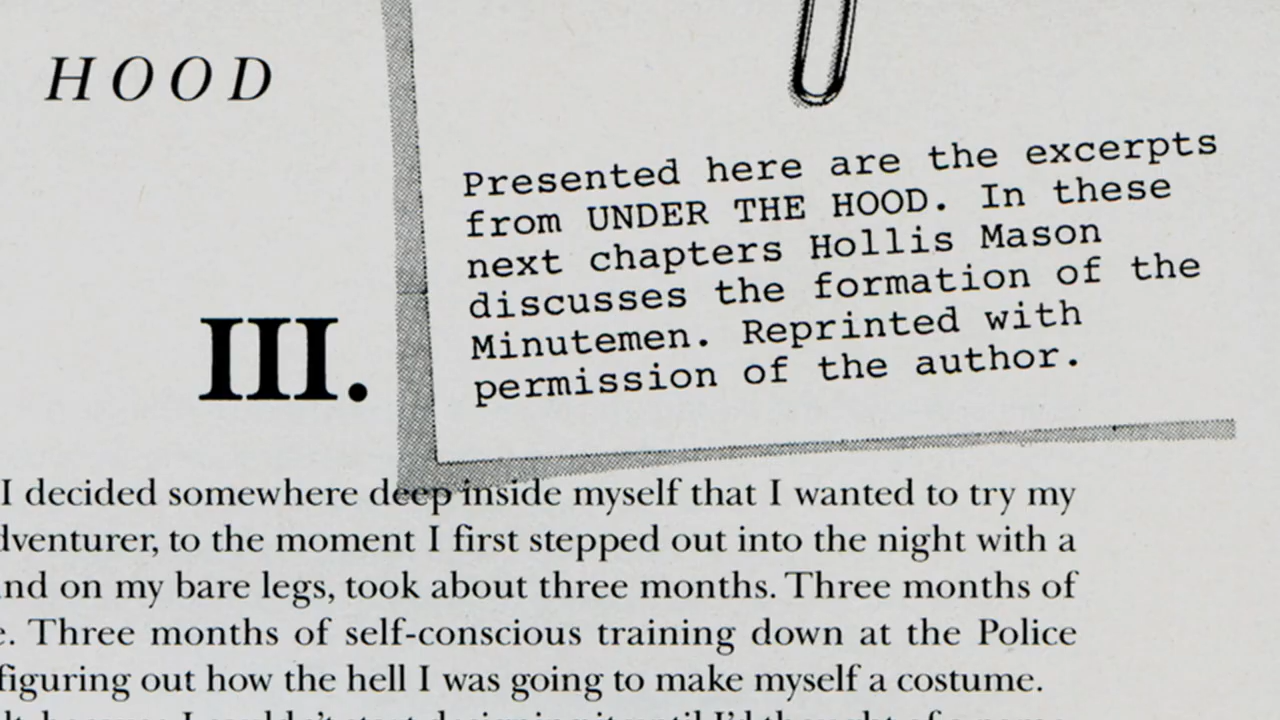 HOOD
Presented here are the excerpts
from UNDER THE HOOD. In these
next chapters Hollis Mason
discusses the formation of the
Minutemen. Reprinted with
permission of the author.
III.
I decided somewhere deep inside myself that I wanted to try my
to the moment I first stepped out into the night with a
on my bare legs, took about three months. Three months of
Three months of self-conscious training down at the Police
figuring out how the hell I was going to make myself a costume.